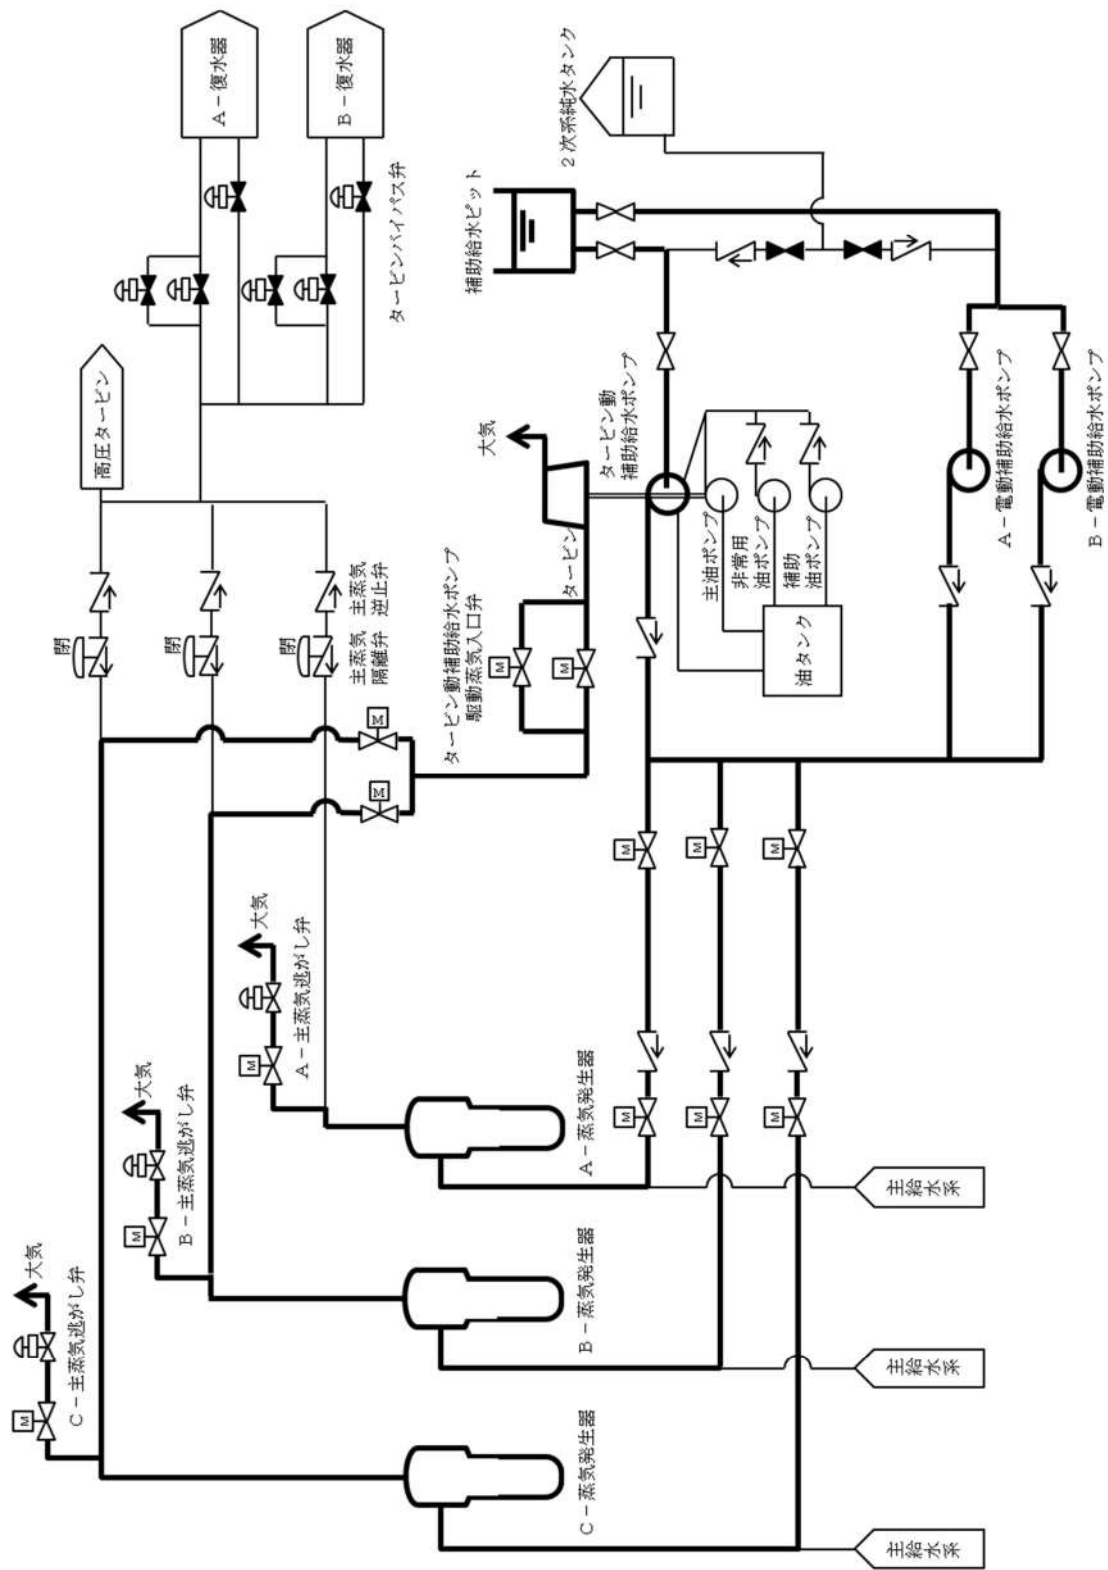 C－主蒸気逃がし弁
大気
M
B－主蒸気逃がし弁
大気
M
A－主蒸気逃がし弁
大気
M
閉
閉
閉
主蒸気
隔離弁
主蒸気
逆止弁
高圧タービン
A－復水器
B－復水器
タービンバイパス弁
M
M
タービン動補助給水ポンプ
駆動蒸気入口弁
M
M
タービン
大気
タービン動
補助給水ポンプ
補助給水ピット
2次系純水タンク
主油ポンプ
非常用
油ポンプ
補助
油ポンプ
油タンク
A－電動補助給水ポンプ
B－電動補助給水ポンプ
C－蒸気発生器
B－蒸気発生器
A－蒸気発生器
M
M
M
M
M
M
主給水系
主給水系
主給水系